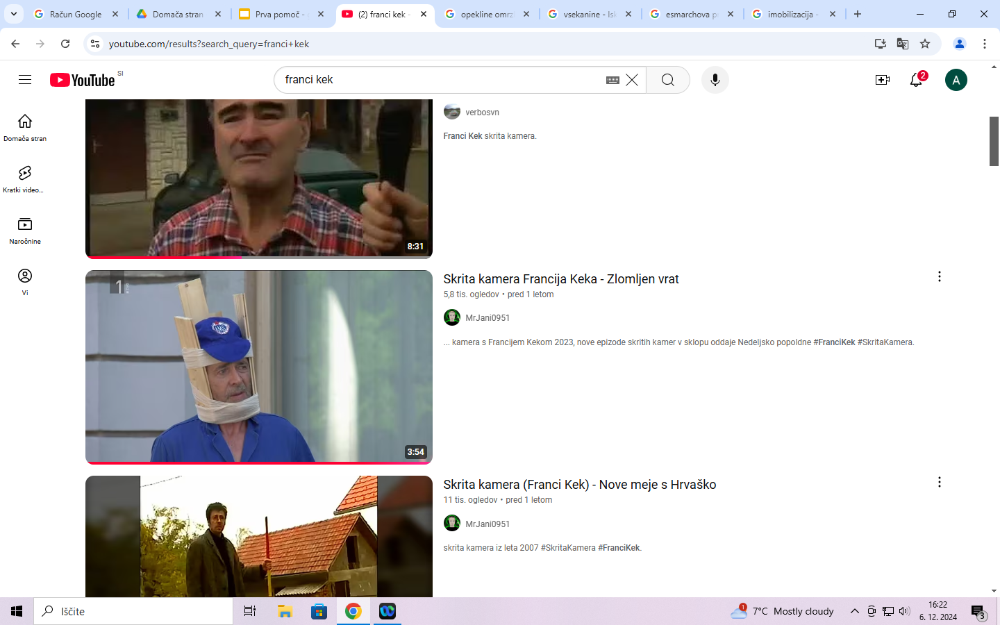 Račun Google
Domača stran
Prva pomoč -
(2) franci kek -
opekline omrz
vsekanine - Isk
esmarchova p
imobilizacija -
youtube.com/results?search_query=franci+kek
YouTube SI
franci kek
2
A
Domača stran
Kratki video...
Naročnine
Vi
verbosvn
Franci Kek skrita kamera.
8:31
Skrita kamera Francija Keka - Zlomljen vrat
5,8 tis. ogledov • pred 1 letom
MrJani0951
... kamera s Francijem Kekom 2023, nove epizode skritih kamer v sklopu oddaje Nedeljsko popoldne #FranciKek #SkritaKamera.
1
3:54
Skrita kamera (Franci Kek) - Nove meje s Hrvaško
11 tis. ogledov • pred 1 letom
MrJani0951
skrita kamera iz leta 2007 #SkritaKamera #FranciKek.
Iščite
1
7°C Mostly cloudy
16:22
6. 12. 2024
3